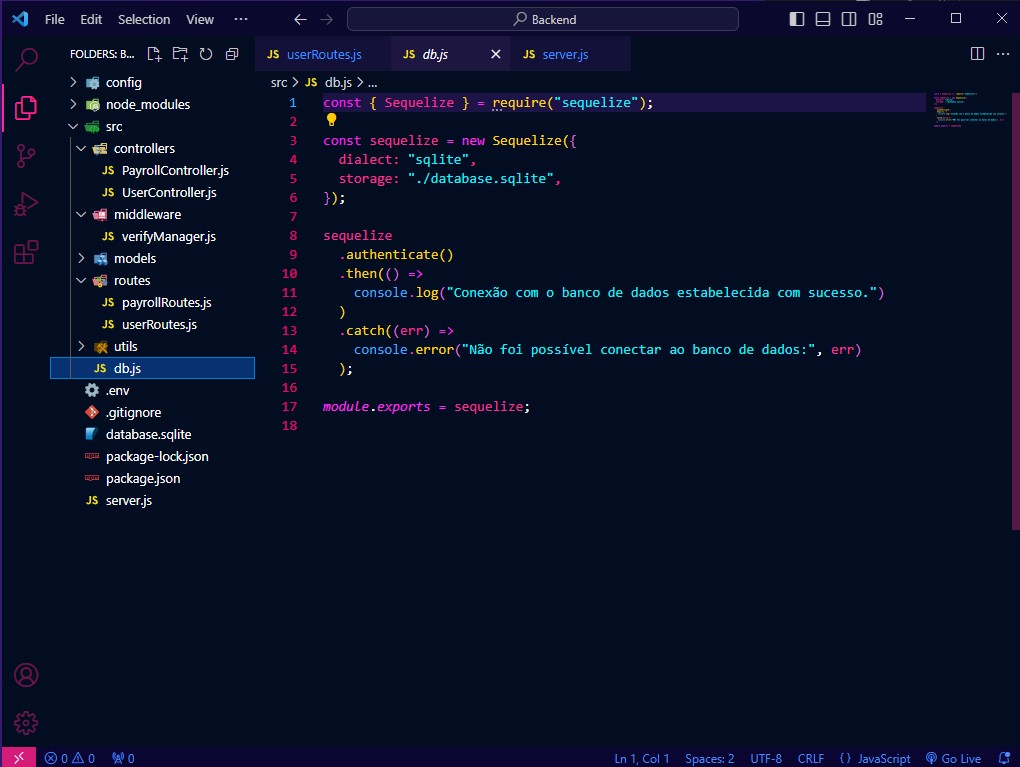 File Edit Selection View ··· Backend
FOLDERS: B...
config
node_modules
src
controllers
JS PayrollController.js
JS UserController.js
middleware
JS verifyManager.js
models
routes
JS payrollRoutes.js
JS userRoutes.js
utils
JS db.js
.env
.gitignore
database.sqlite
package-lock.json
package.json
JS server.js
JS userRoutes.js JS db.js JS server.js
src > JS db.js > ...
1 const { Sequelize } = require("sequelize");
2
3 const sequelize = new Sequelize({
4 dialect: "sqlite",
5 storage: "./database.sqlite",
6 });
7
8 sequelize
9 .authenticate()
10 .then(() =>
11 console.log("Conexão com o banco de dados estabelecida com sucesso.")
12 )
13 .catch((err) =>
14 console.error("Não foi possível conectar ao banco de dados:", err)
15 );
16
17 module.exports = sequelize;
18
0 0 0 Ln 1, Col 1 Spaces: 2 UTF-8 CRLF {} JavaScript Go Live